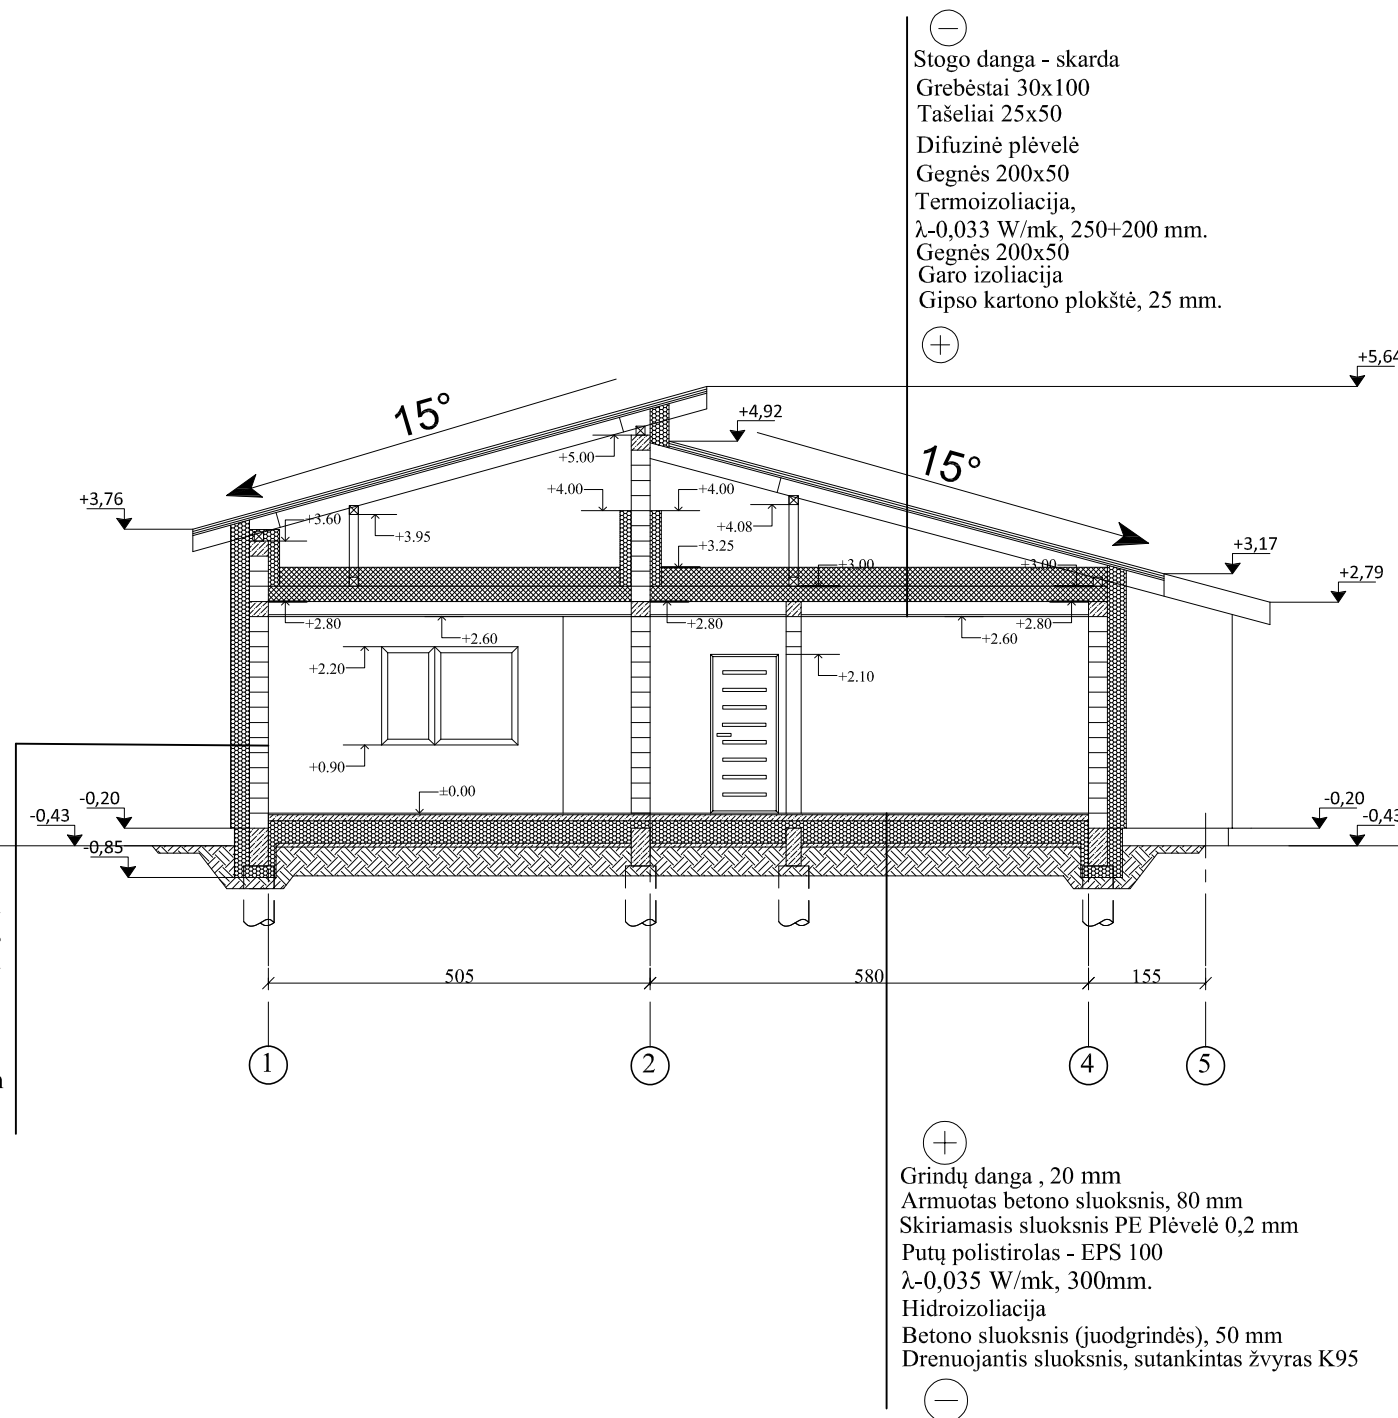 Stogo danga - skarda
Grebėstai 30x100
Tašeliai 25x50
Difuzinė plėvelė
Gegnės 200x50
Termoizoliacija,
λ-0,033 W/mk, 250+200 mm.
Gegnės 200x50
Garo izoliacija
Gipso kartono plokštė, 25 mm.
+5,64
15°
+4,92
+5.00
15°
+3,76
+4.00
+4.00
+3.60
+3.95
+4.08
+3.25
+3,17
+3.00
+3.00
+2,79
+2.80
+2.80
+2.80
+2.60
+2.60
+2.20
+2.10
+0.90
±0.00
-0,20
-0,20
-0,43
-0,43
-0,85
505
580
155
1
2
4
5
Grindų danga , 20 mm
Armuotas betono sluoksnis, 80 mm
Skiriamasis sluoksnis PE Plėvelė 0,2 mm
Putų polistirolas - EPS 100
λ-0,035 W/mk, 300mm.
Hidroizoliacija
Betono sluoksnis (juodgrindės), 50 mm
Drenuojantis sluoksnis, sutankintas žvyras K95